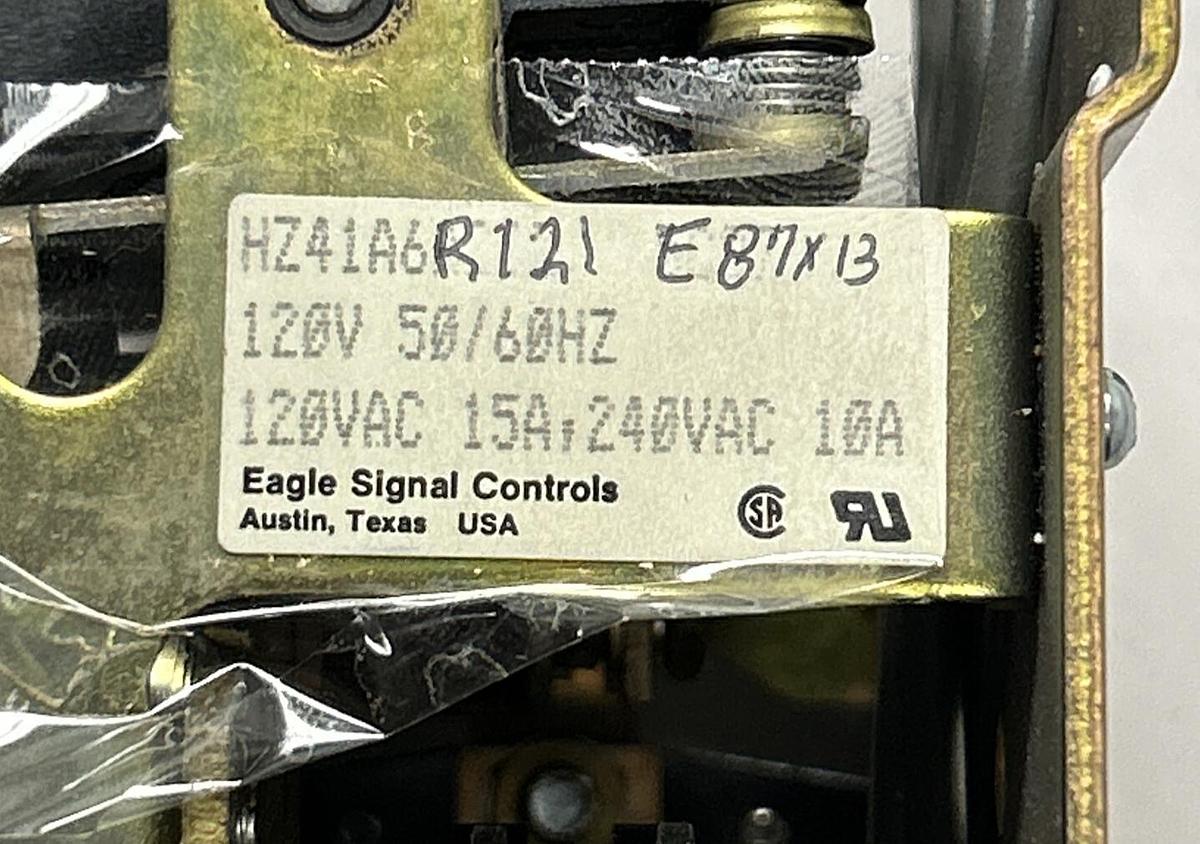 HZ41A6R121 E87X13
120V 50/60HZ
120VAC 15A;240VAC 10A
Eagle Signal Controls
Austin, Texas USA